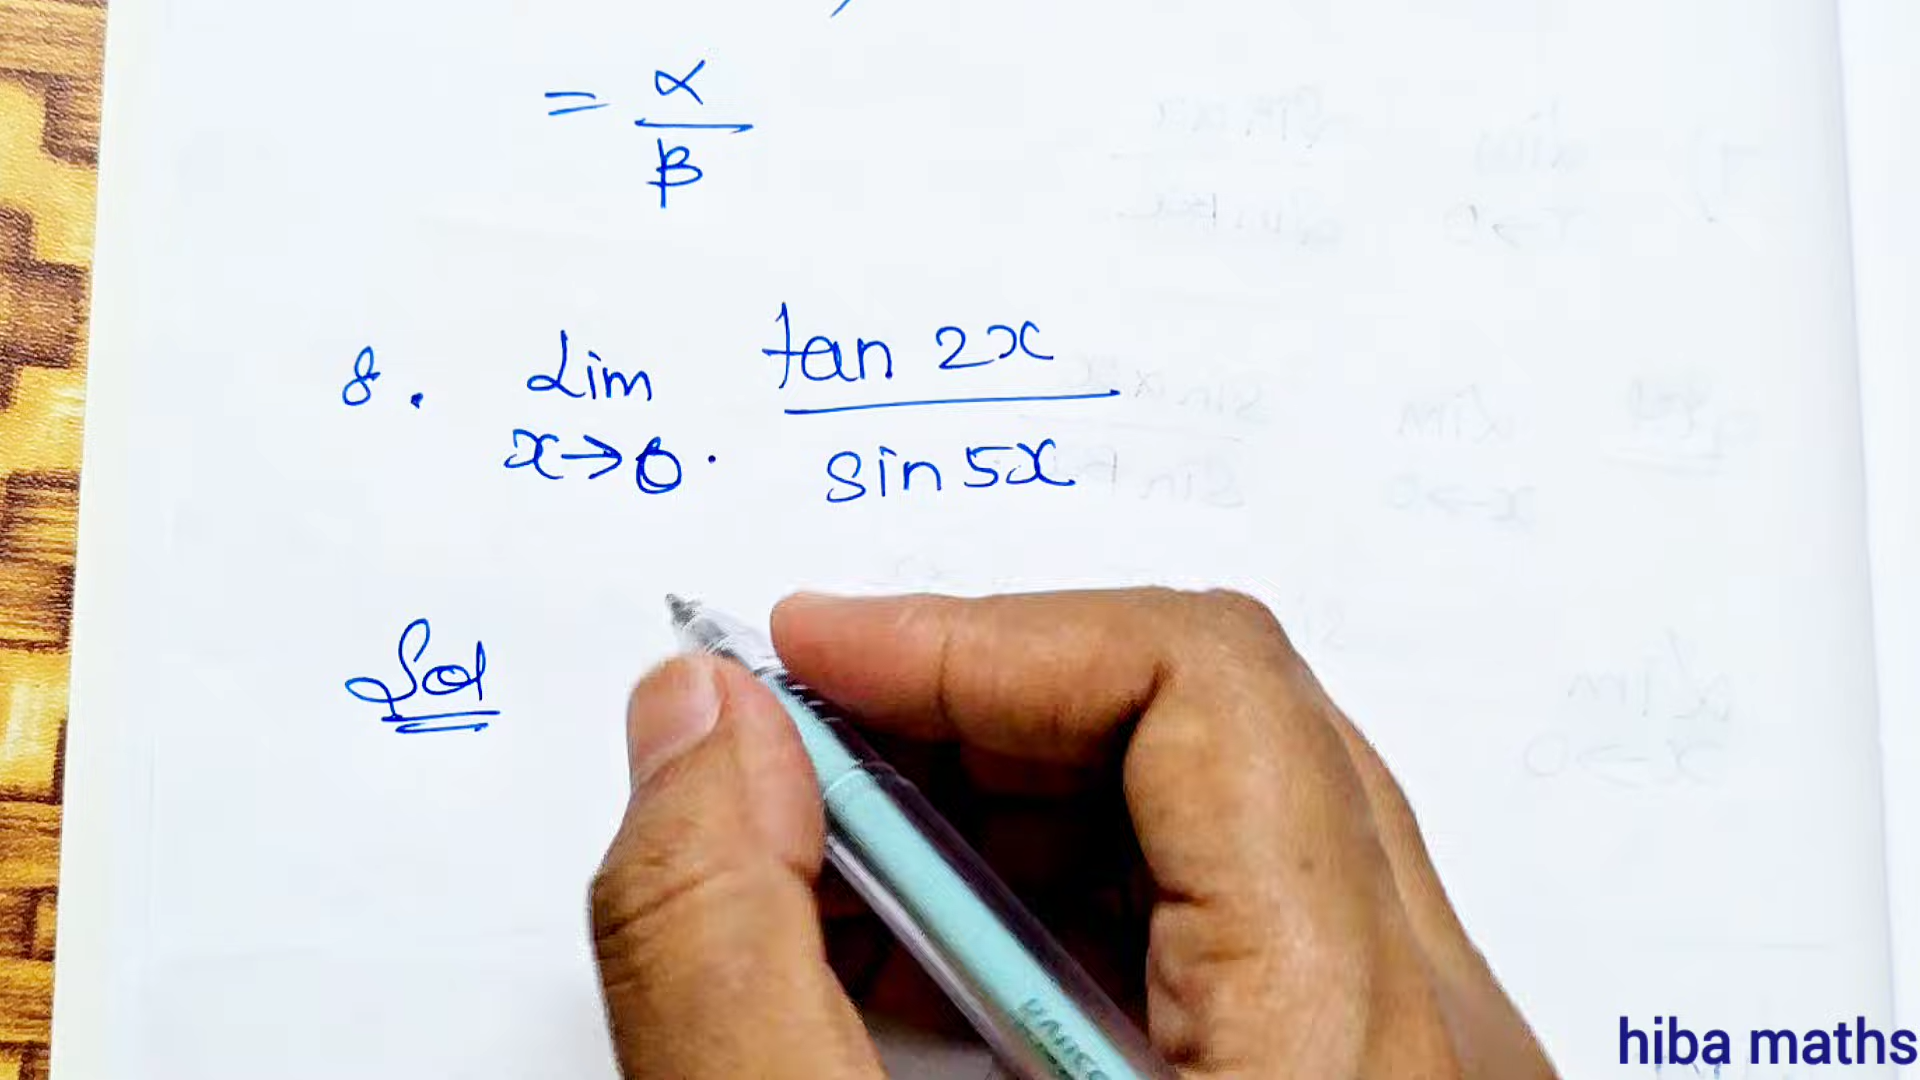 = α
β
8. Lim tan 2x
x→0. sin 5x
Sol
hiba maths